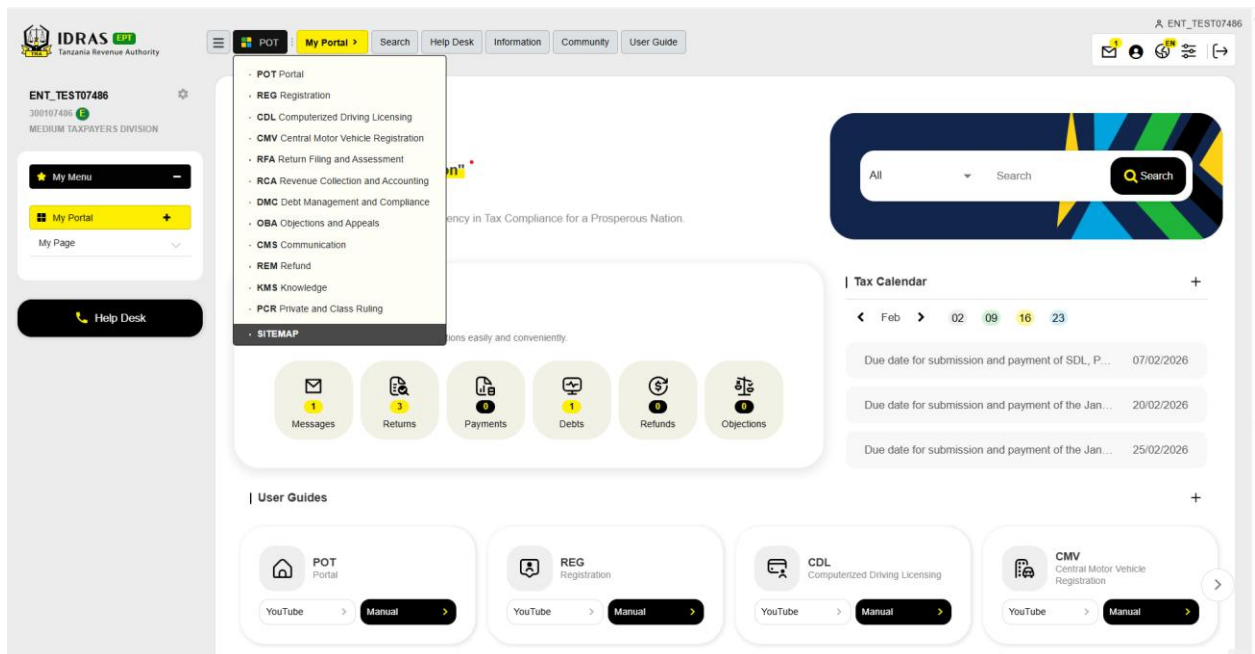 ENT_TEST07486
IDRAS EPT
Tanzania Revenue Authority
TRA
POT
My Portal >
Search
Help Desk
Information
Community
User Guide
1
EN
ENT_TEST07486
300107486 E
MEDIUM TAXPAYERS DIVISION
My Menu
My Portal
My Page
Help Desk
POT Portal
REG Registration
CDL Computerized Driving Licensing
CMV Central Motor Vehicle Registration
RFA Return Filing and Assessment
RCA Revenue Collection and Accounting
DMC Debt Management and Compliance
OBA Objections and Appeals
CMS Communication
REM Refund
KMS Knowledge
PCR Private and Class Ruling
SITEMAP
on"
ency in Tax Compliance for a Prosperous Nation.
All
Search
Search
tions easily and conveniently.
1
Messages
3
Returns
0
Payments
1
Debts
0
Refunds
0
Objections
Tax Calendar
Feb 02 09 16 23
Due date for submission and payment of SDL, P... 07/02/2026
Due date for submission and payment of the Jan... 20/02/2026
Due date for submission and payment of the Jan... 25/02/2026
User Guides
POT
Portal
YouTube
Manual
REG
Registration
YouTube
Manual
CDL
Computerized Driving Licensing
YouTube
Manual
CMV
Central Motor Vehicle
Registration
YouTube
Manual